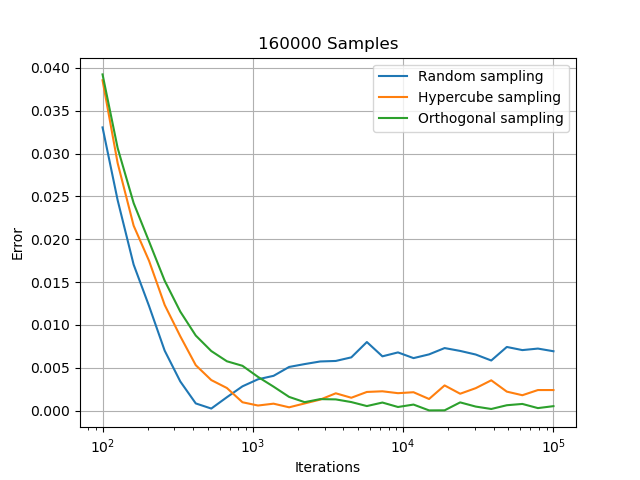 160000 Samples
Random sampling
Hypercube sampling
Orthogonal sampling
Error
0.040
0.035
0.030
0.025
0.020
0.015
0.010
0.005
0.000
10² 10³ 10⁴ 10⁵
Iterations